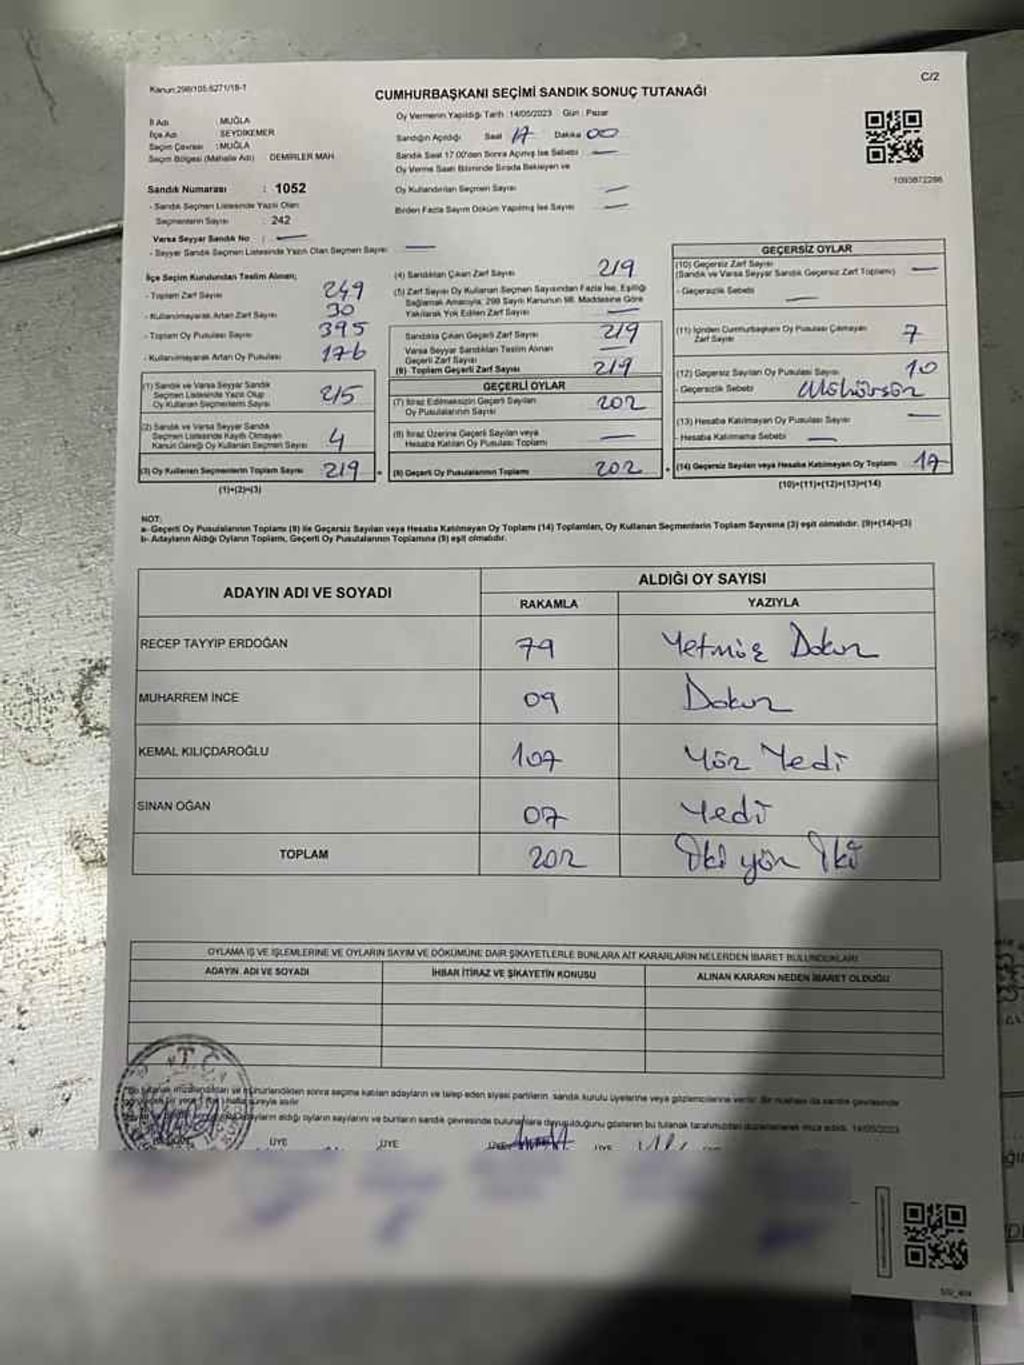 Kanun:298/105:6271/18-1
C/2
CUMHURBAŞKANI SEÇİMİ SANDIK SONUÇ TUTANAĞI
İl Adı : MUĞLA
İlçe Adı : SEYDİKEMER
Seçim Çevresi : MUĞLA
Seçim Bölgesi (Mahalle Adı) DEMİRLER MAH
Sandık Numarası : 1052
- Sandık Seçmen Listesinde Yazılı Olan
Seçmenlerin Sayısı : 242
Varsa Seyyar Sandık No : —
- Seyyar Sandık Seçmen Listesinde Yazılı Olan Seçmen Sayısı —
Oy Vermenin Yapıldığı Tarih :14/05/2023 Gün : Pazar
Sandığın Açıldığı Saat 17 Dakika 00
Sandık Saat 17:00'den Sonra Açılmış İse Sebebi —
Oy Verme Saati Bitiminde Sırada Bekleyen ve
Oy Kullandırılan Seçmen Sayısı —
Birden Fazla Sayım Döküm Yapılmış İse Sayısı —
1093872286
İlçe Seçim Kurulundan Teslim Alınan;
- Toplam Zarf Sayısı 249
- Kullanılmayarak Artan Zarf Sayısı 30
- Toplam Oy Pusulası Sayısı 395
- Kullanılmayarak Artan Oy Pusulası 176
(1) Sandık ve Varsa Seyyar Sandık
Seçmen Listesinde Yazılı Olup
Oy Kullanan Seçmenlerin Sayısı 215
(2) Sandık ve Varsa Seyyar Sandık
Seçmen Listesinde Kayıtlı Olmayan
Kanun Gereği Oy Kullanan Seçmen Sayısı 4
(3) Oy Kullanan Seçmenlerin Toplam Sayısı 219
(1)+(2)=(3)
(4) Sandıktan Çıkan Zarf Sayısı 219
(5) Zarf Sayısı Oy Kullanan Seçmen Sayısından Fazla İse, Eşitliği
Sağlamak Amacıyla, 298 Sayılı Kanunun 98. Maddesine Göre
Yakılarak Yok Edilen Zarf Sayısı —
Sandıkta Çıkan Geçerli Zarf Sayısı 219
Varsa Seyyar Sandıktan Teslim Alınan
Geçerli Zarf Sayısı —
(6) Toplam Geçerli Zarf Sayısı 219
GEÇERLİ OYLAR
(7) İtiraz Edilmeksizin Geçerli Sayılan
Oy Pusulalarının Sayısı 202
(8) İtiraz Üzerine Geçerli Sayılan veya
Hesaba Katılan Oy Pusulası Toplamı —
(9) Geçerli Oy Pusulalarının Toplamı 202
GEÇERSİZ OYLAR
(10) Geçersiz Zarf Sayısı
(Sandık ve Varsa Seyyar Sandık Geçersiz Zarf Toplamı) —
- Geçersizlik Sebebi —
(11) İçinden Cumhurbaşkanı Oy Pusulası Çıkmayan
Zarf Sayısı 7
(12) Geçersiz Sayılan Oy Pusulası Sayısı 10
- Geçersizlik Sebebi Mühürsün
(13) Hesaba Katılmayan Oy Pusulası Sayısı —
- Hesaba Katılmama Sebebi —
(14) Geçersiz Sayılan veya Hesaba Katılmayan Oy Toplamı 17
(10)+(11)+(12)+(13)=(14)
NOT:
a- Geçerli Oy Pusulalarının Toplamı (9) ile Geçersiz Sayılan veya Hesaba Katılmayan Oy Toplamı (14) Toplamları, Oy Kullanan Seçmenlerin Toplam Sayısına (3) eşit olmalıdır. (9)+(14)=(3)
b- Adayların Aldığı Oyların Toplamı, Geçerli Oy Pusulalarının Toplamına (9) eşit olmalıdır.
ADAYIN ADI VE SOYADI
ALDIĞI OY SAYISI
RAKAMLA YAZIYLA
RECEP TAYYİP ERDOĞAN 79 Yetmiş Dokuz
MUHARREM İNCE 09 Dokuz
KEMAL KILIÇDAROĞLU 107 Yüz Yedi
SİNAN OĞAN 07 Yedi
TOPLAM 202 İki yüz İki
OYLAMA İŞ VE İŞLEMLERİNE VE OYLARIN SAYIM VE DÖKÜMÜNE DAİR ŞİKAYETLERLE BUNLARA AİT KARARLARIN NELERDEN İBARET BULUNDUKLARI
ADAYIN ADI VE SOYADI İHBAR İTİRAZ VE ŞİKAYETİN KONUSU ALINAN KARARIN NEDEN İBARET OLDUĞU
T.C.
sonra seçime katılan adayların ve talep eden siyasi partilerin, sandık kurulu üyelerine veya gözlemcilerine verilir. Bir nüshası da sandık çevresinde
aldığı oyların sayılarını ve bunların sandık çevresinde bulunanlara duyurulduğunu gösteren bu tutanak tarafımızdan düzenlenerek imza edildi. 14/05/2023
ÜYE ÜYE ÜYE ÜYE